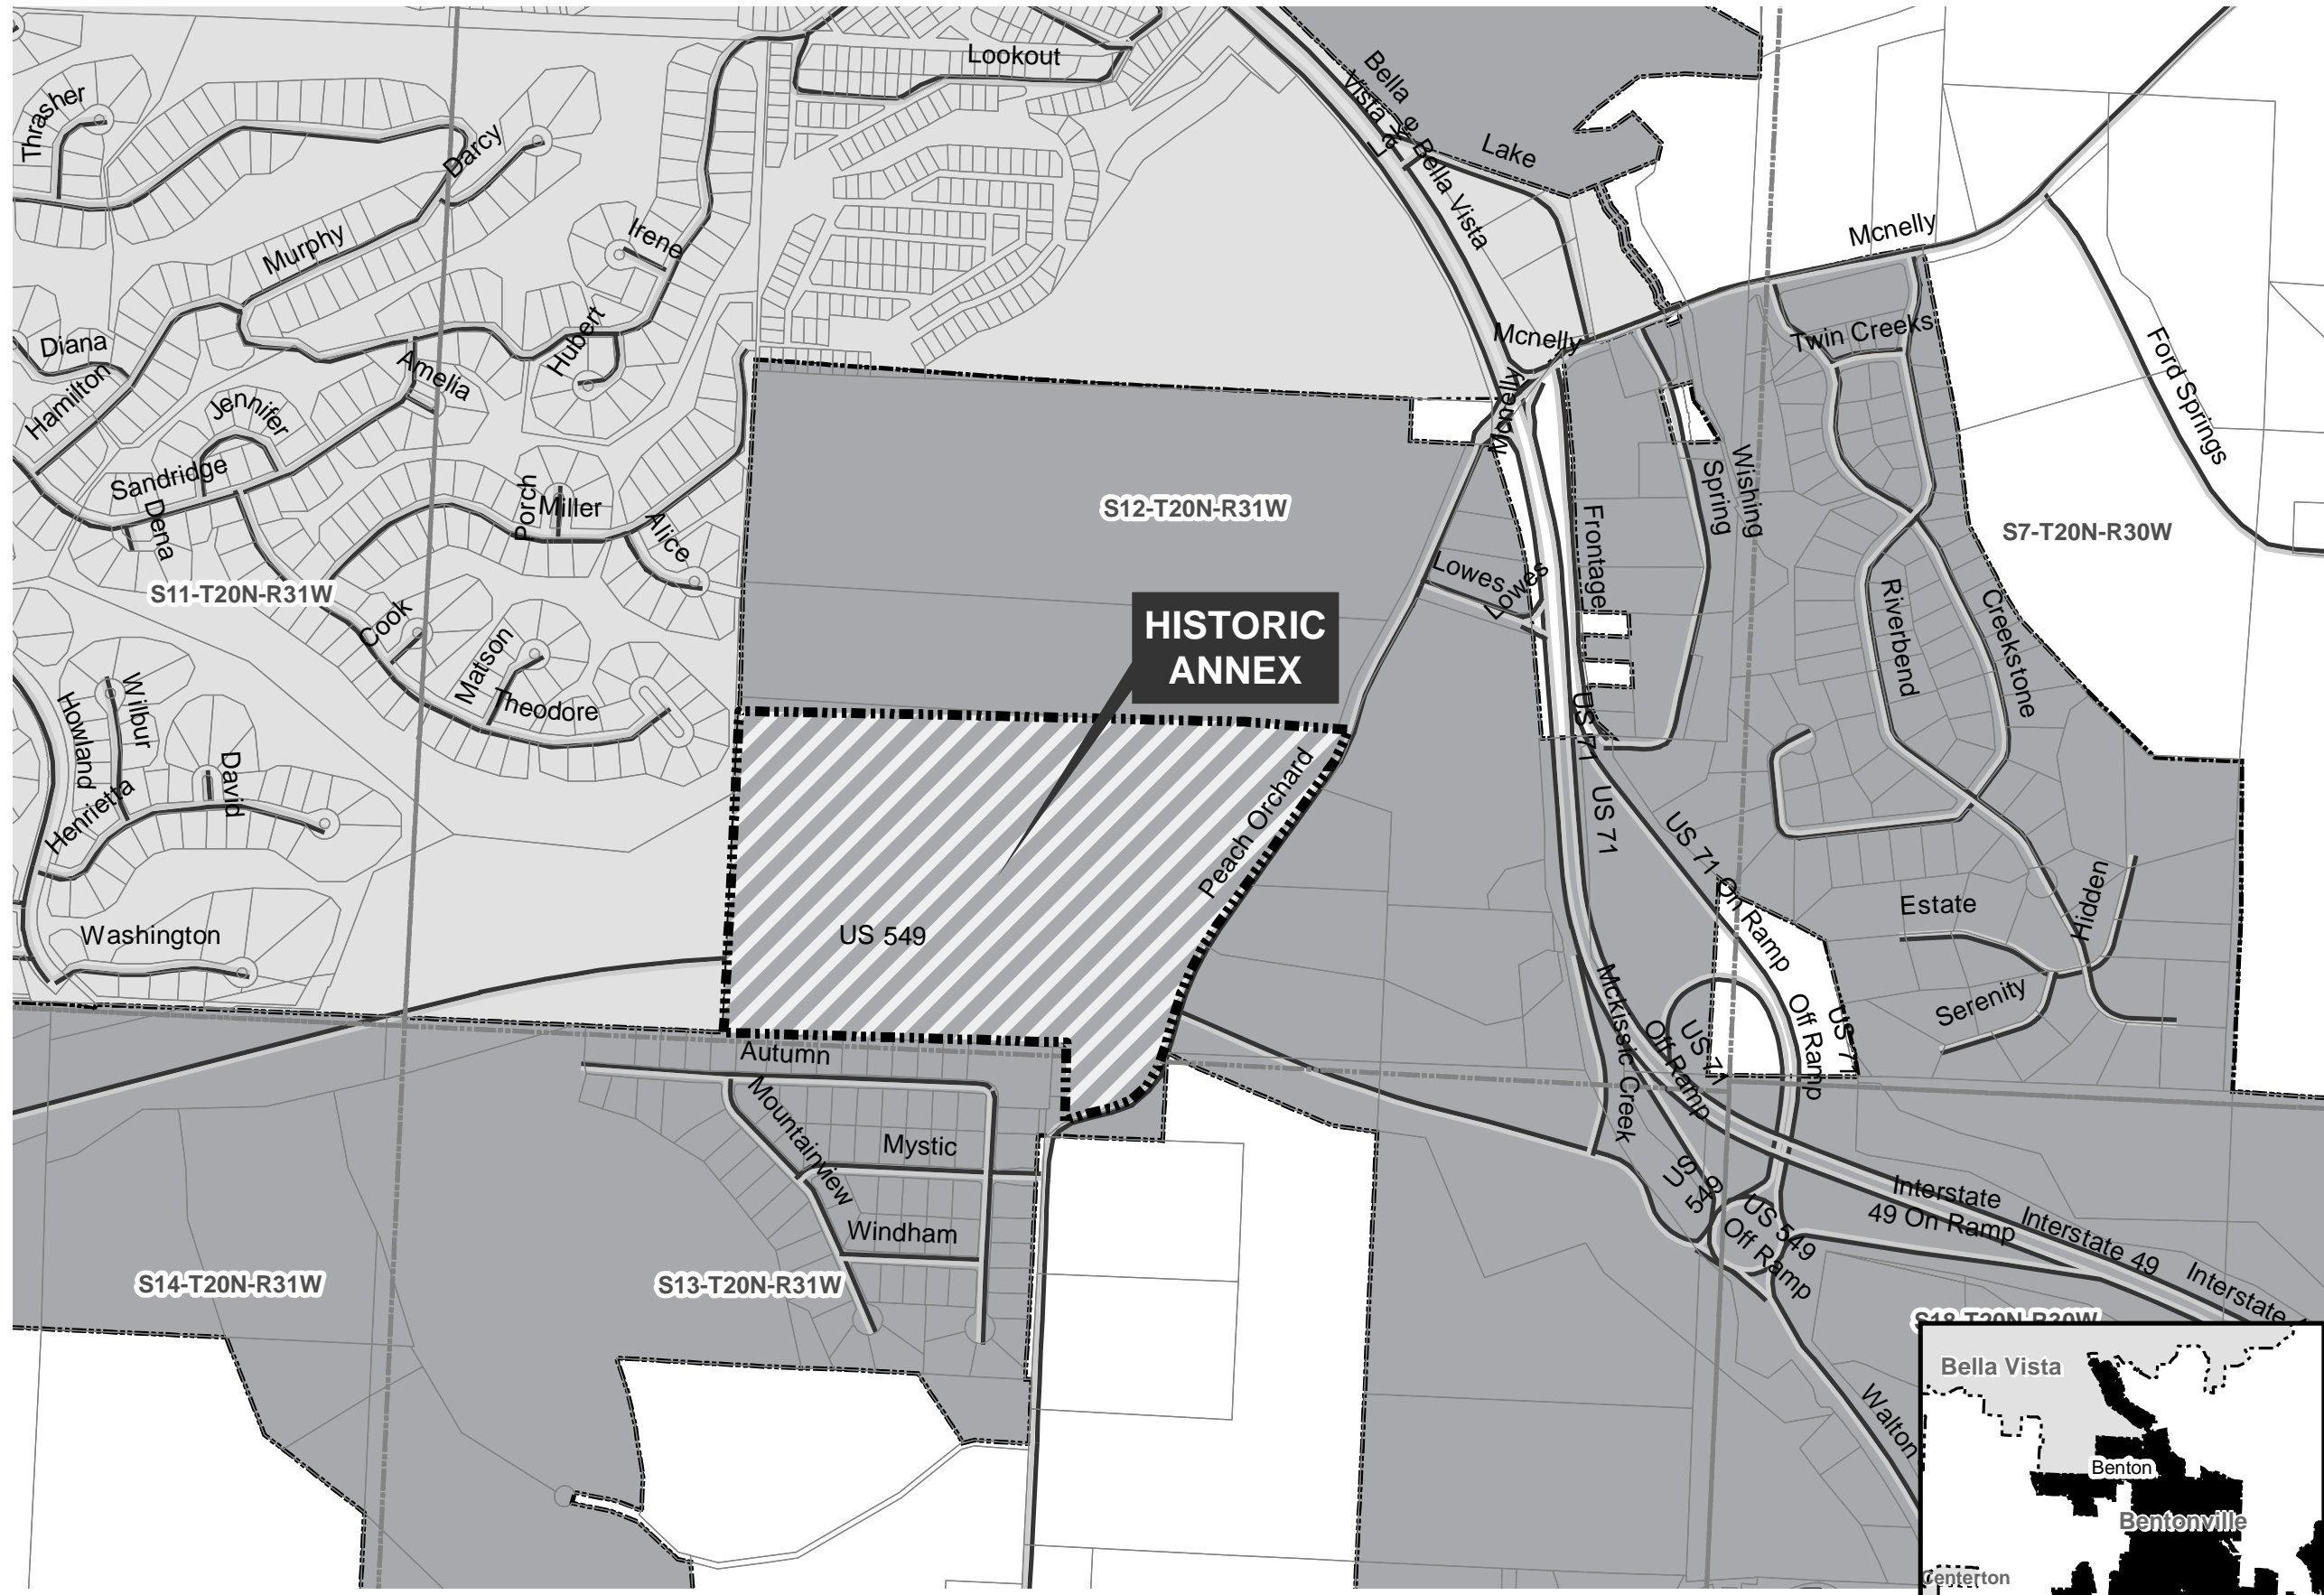 Lookout
Thrasher
Darcy
Bella
Vista
Lake
Bella Vista
Murphy
Irene
Mcnelly
Diana
Hamilton
Hubert
Amelia
Jennifer
Mcnelly
Twin Creeks
Ford Springs
Mcnelly
Sandridge
Dena
Porch
Miller
Alice
S12-T20N-R31W
Wishing
Spring
Frontage
S7-T20N-R30W
S11-T20N-R31W
Lowes
Lowes
Cook
Matson
Theodore
HISTORIC
ANNEX
Riverbend
Creekstone
Howland
Wilbur
Henrietta
David
US 71
US 71
Peach Orchard
US 71 On Ramp
Estate
Hidden
Washington
US 549
Serenity
Mckissic Creek
US 71
Off Ramp
US 71
Off Ramp
Autumn
Mountainview
Mystic
Windham
US
549
US 549
Off Ramp
Interstate
49 On Ramp
Interstate 49
Interstate
S14-T20N-R31W
S13-T20N-R31W
S18-T20N-R30W
Walton
Bella Vista
Benton
Bentonville
Centerton